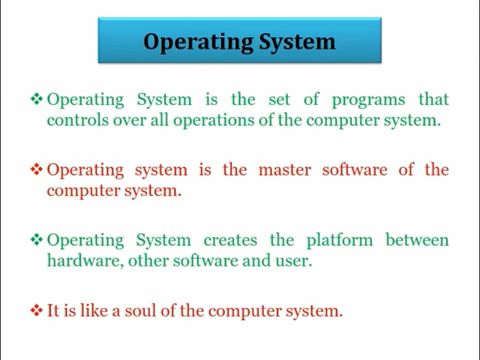 Operating System
❖Operating System is the set of programs that
controls over all operations of the computer system.
❖Operating system is the master software of the
computer system.
❖Operating System creates the platform between
hardware, other software and user.
❖It is like a soul of the computer system.